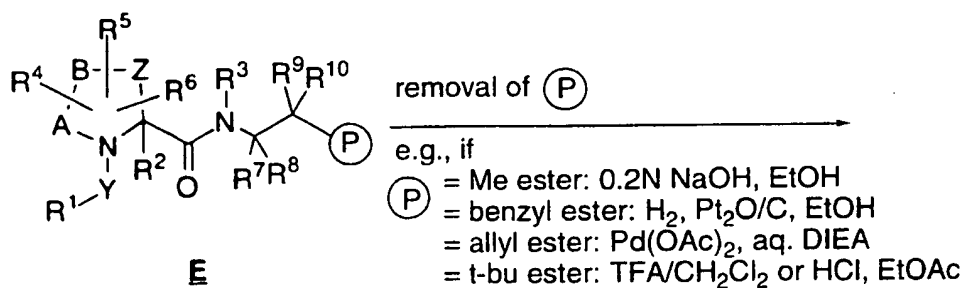 R⁵
B Z R³ R⁹ R¹⁰
R⁴ R⁶ removal of Ⓟ
A N N Ⓟ
R² O R⁷ R⁸ e.g., if
Y Ⓟ = Me ester: 0.2N NaOH, EtOH
R¹ = benzyl ester: H₂, Pt₂O/C, EtOH
= allyl ester: Pd(OAc)₂, aq. DIEA
E = t-bu ester: TFA/CH₂Cl₂ or HCl, EtOAc